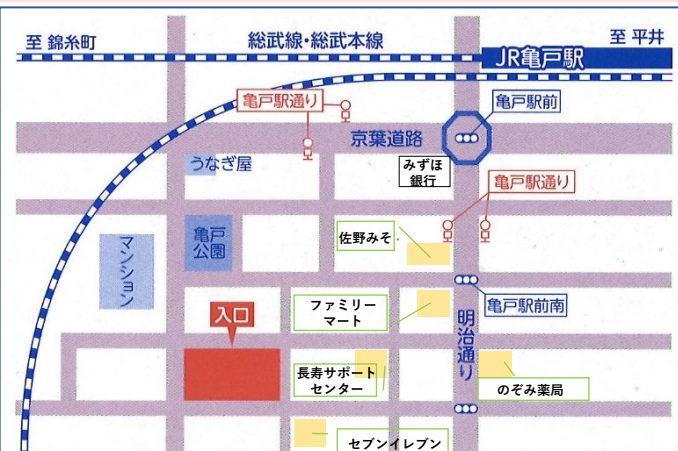 至 錦糸町
総武線・総武本線
至 平井
JR亀戸駅
亀戸駅通り
亀戸駅前
京葉道路
うなぎ屋
みずほ
銀行
亀戸駅通り
亀戸
公園
佐野みそ
マンション
ファミリー
マート
亀戸駅前南
入口
明治通り
長寿サポート
センター
のぞみ薬局
セブンイレブン